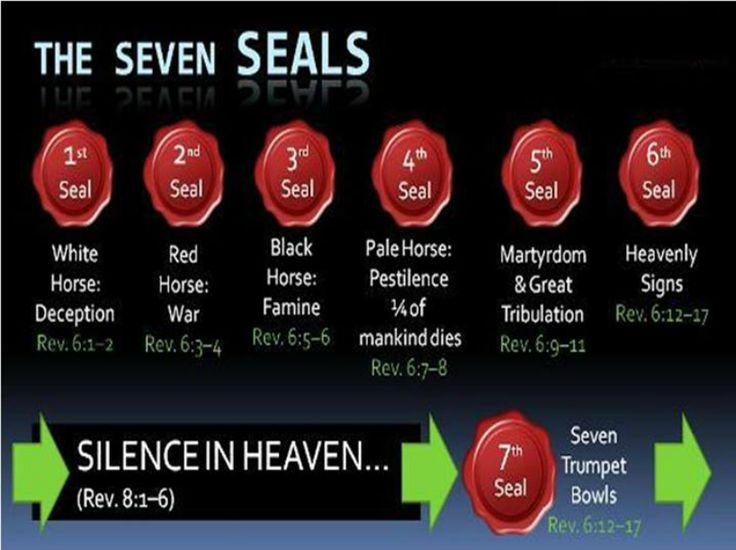 THE SEVEN SEALS
1st
Seal
2nd
Seal
3rd
Seal
4th
Seal
5th
Seal
6th
Seal
White
Horse:
Deception
Rev. 6:1–2
Red
Horse:
War
Rev. 6:3–4
Black
Horse:
Famine
Rev. 6:5–6
Pale Horse:
Pestilence
¼ of
mankind dies
Rev. 6:7–8
Martyrdom
& Great
Tribulation
Rev. 6:9–11
Heavenly
Signs
Rev. 6:12–17
SILENCE IN HEAVEN...
(Rev. 8:1–6)
7th
Seal
Seven
Trumpet
Bowls
Rev. 6:12–17